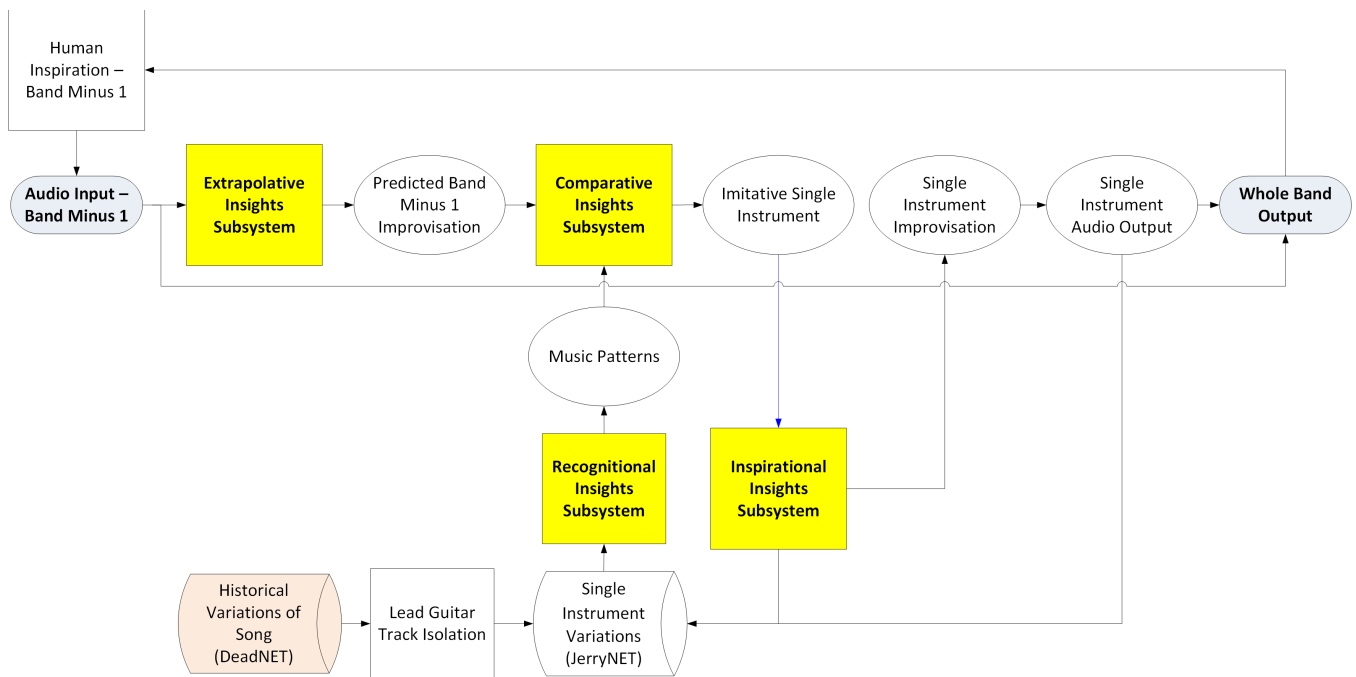 Human
Inspiration –
Band Minus 1
Audio Input –
Band Minus 1
Extrapolative
Insights
Subsystem
Predicted Band
Minus 1
Improvisation
Comparative
Insights
Subsystem
Imitative Single
Instrument
Single
Instrument
Improvisation
Single
Instrument
Audio Output
Whole Band
Output
Music Patterns
Recognitional
Insights
Subsystem
Inspirational
Insights
Subsystem
Historical
Variations of
Song
(DeadNET)
Lead Guitar
Track Isolation
Single
Instrument
Variations
(JerryNET)